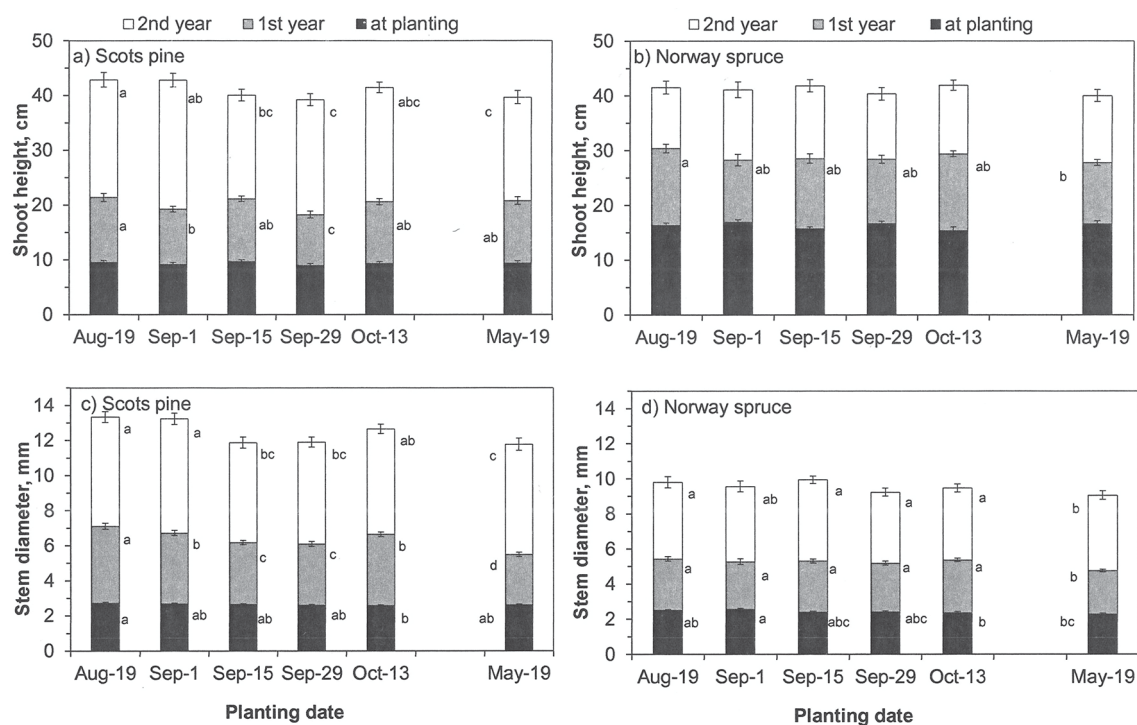 2nd year 1st year at planting
2nd year 1st year at planting
50
40
30
20
10
0
Shoot height, cm
a) Scots pine
a ab bc c abc c
a b ab c ab ab
Aug-19 Sep-1 Sep-15 Sep-29 Oct-13 May-19
50
40
30
20
10
0
Shoot height, cm
b) Norway spruce
a ab ab ab ab b
Aug-19 Sep-1 Sep-15 Sep-29 Oct-13 May-19
14
12
10
8
6
4
2
0
Stem diameter, mm
c) Scots pine
a a bc bc ab c
a b c c b d
a ab ab ab b ab
Aug-19 Sep-1 Sep-15 Sep-29 Oct-13 May-19
Planting date
14
12
10
8
6
4
2
0
Stem diameter, mm
d) Norway spruce
a ab a a a b
a a a a a b
ab a abc abc b bc
Aug-19 Sep-1 Sep-15 Sep-29 Oct-13 May-19
Planting date